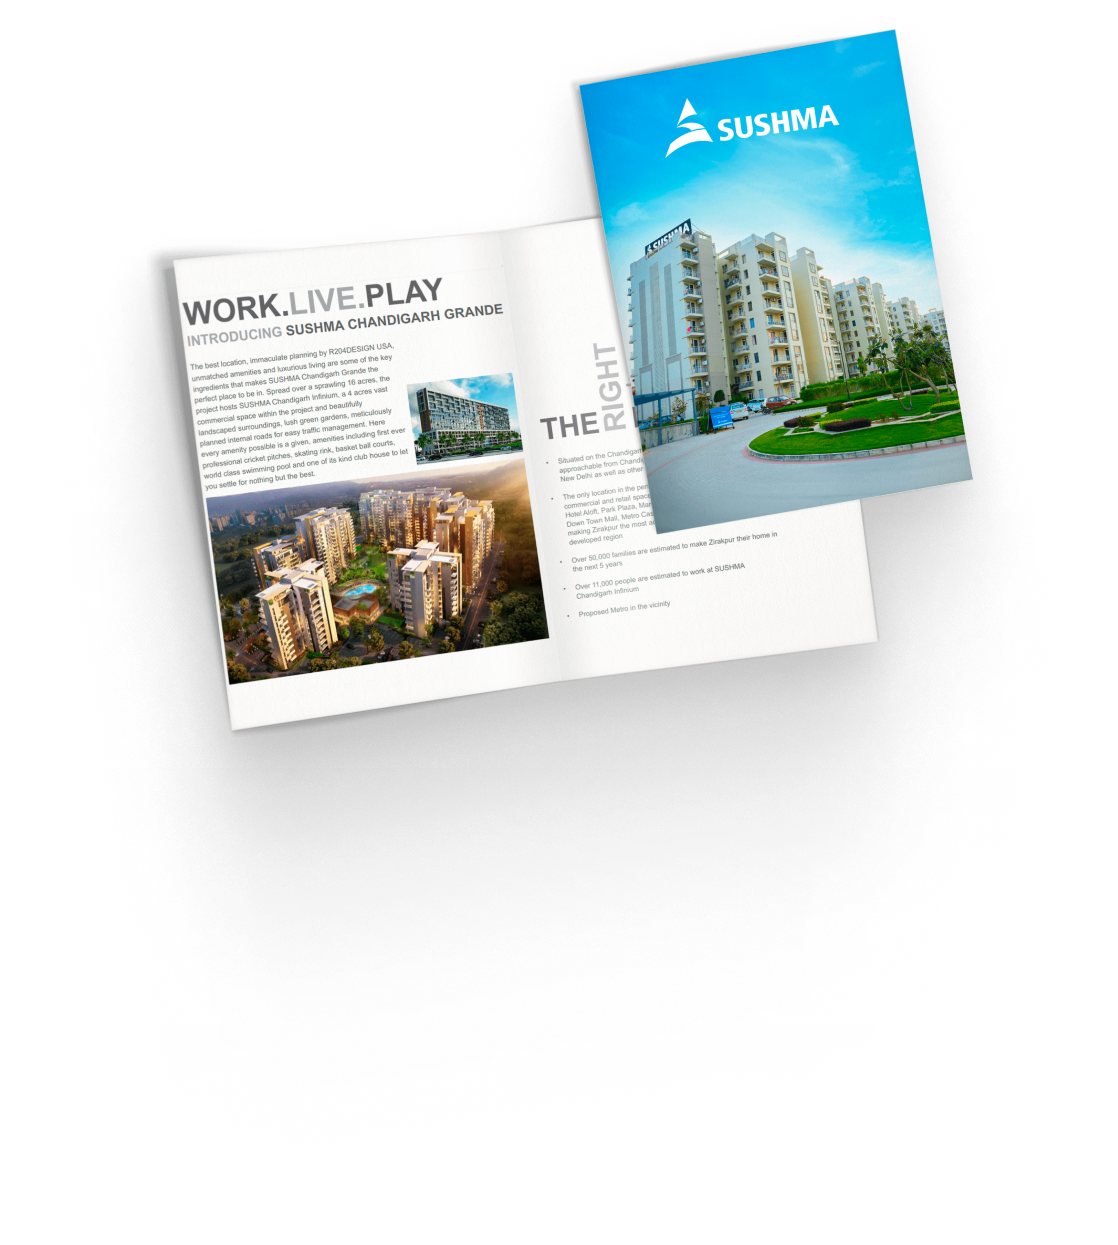 SUSHMA
SUSHMA
WORK.LIVE.PLAY
INTRODUCING SUSHMA CHANDIGARH GRANDE
The best location, immaculate planning by R204DESIGN USA,
unmatched amenities and luxurious living are some of the key
ingredients that makes SUSHMA Chandigarh Grande the
perfect place to be in. Spread over a sprawling 16 acres, the
project hosts SUSHMA Chandigarh Infinium, a 4 acres vast
commercial space within the project and beautifully
landscaped surroundings, lush green gardens, meticulously
planned internal roads for easy traffic management. Here
every amenity possible is a given, amenities including first ever
professional cricket pitches, skating rink, basket ball courts,
world class swimming pool and one of its kind club house to let
you settle for nothing but the best.
THE RIGHT
• Situated on the Chandigarh
approachable from
New Delhi as well as other
• The only location in the
commercial and retail
Hotel Aloft, Park Plaza,
Down Town Mall, Metro
making Zirakpur the most
developed region
• Over 50,000 families are estimated to make Zirakpur their home in
the next 5 years
• Over 11,000 people are estimated to work at SUSHMA
Chandigarh Infinium
• Proposed Metro in the vicinity